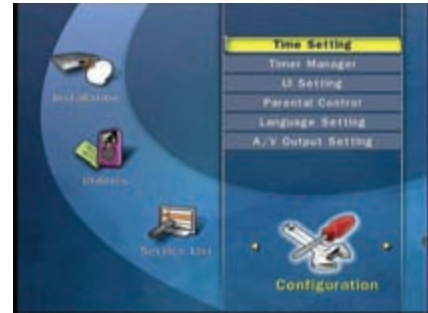 Time Setting
Timer Manager
UI Setting
Parental Control
Language Setting
A/V Output Setting
Installation
Utilities
Service List
Configuration